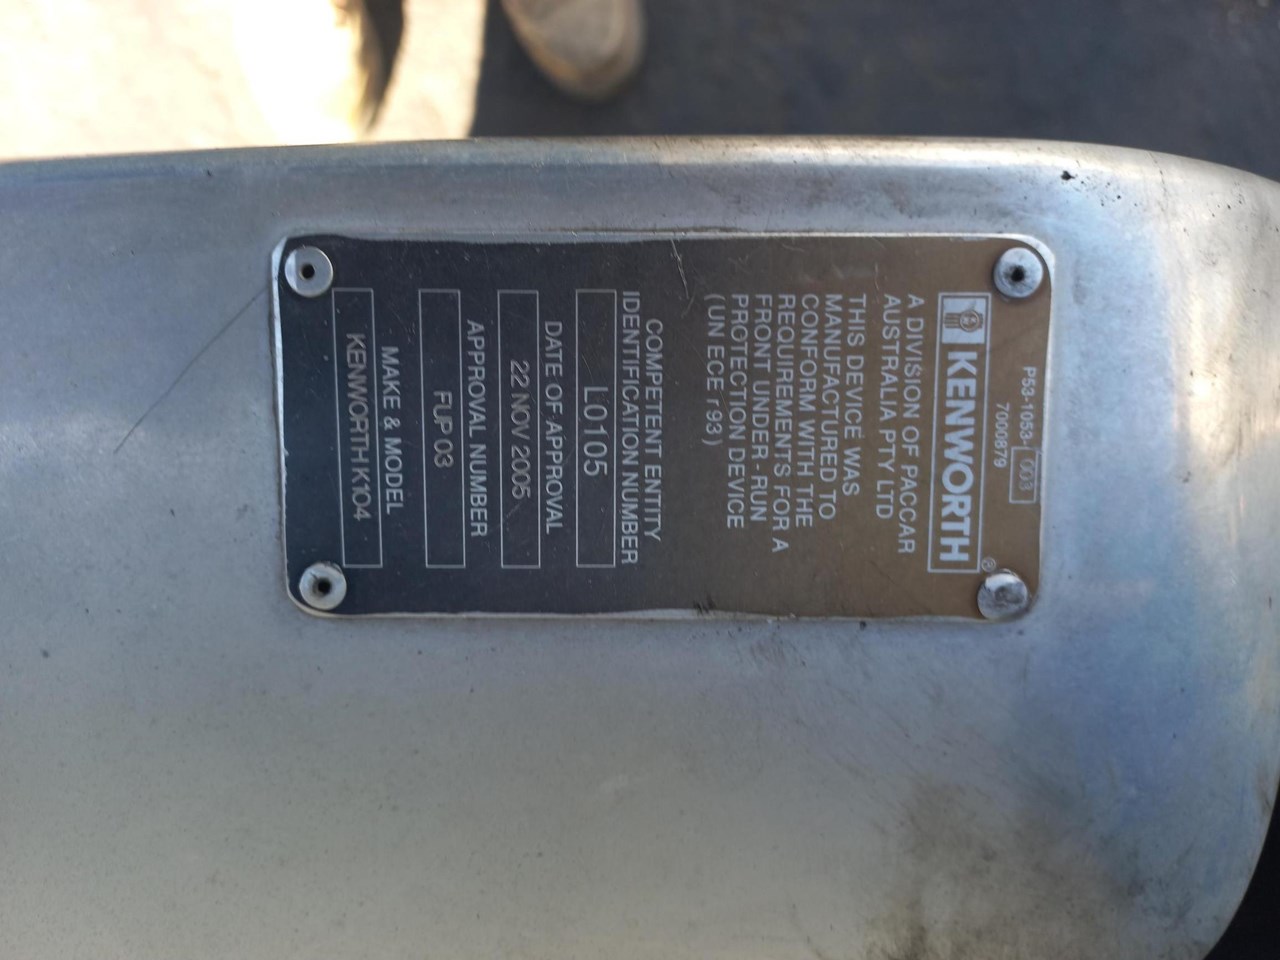 P53-1053-003
7000879
KENWORTH®
A DIVISION OF PACCAR
AUSTRALIA PTY LTD
THIS DEVICE WAS
MANUFACTURED TO
CONFORM WITH THE
REQUIREMENTS FOR A
FRONT UNDER-RUN
PROTECTION DEVICE
(UN ECE r93)
COMPETENT ENTITY
IDENTIFICATION NUMBER
L0105
DATE OF APPROVAL
22 NOV 2005
APPROVAL NUMBER
FUP 03
MAKE & MODEL
KENWORTH K104